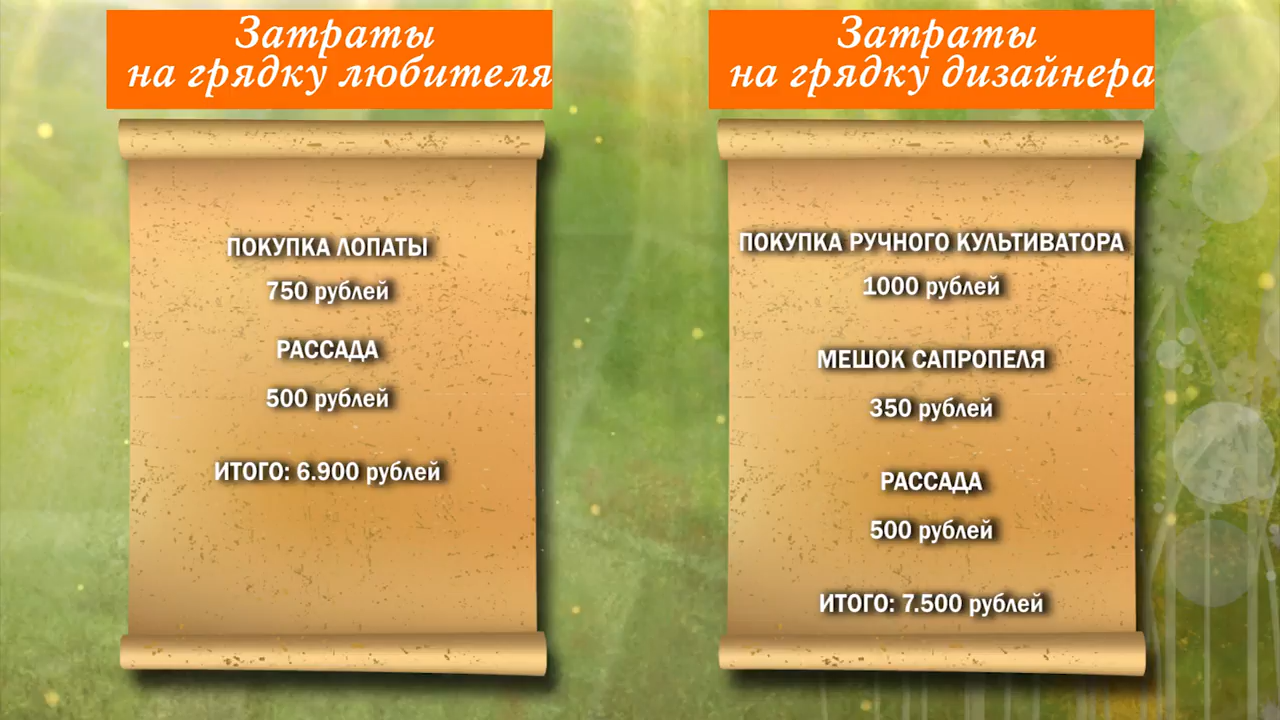 Затраты
на грядку любителя
ПОКУПКА ЛОПАТЫ
750 рублей
РАССАДА
500 рублей
ИТОГО: 6.900 рублей
Затраты
на грядку дизайнера
ПОКУПКА РУЧНОГО КУЛЬТИВАТОРА
1000 рублей
МЕШОК САПРОПЕЛЯ
350 рублей
РАССАДА
500 рублей
ИТОГО: 7.500 рублей